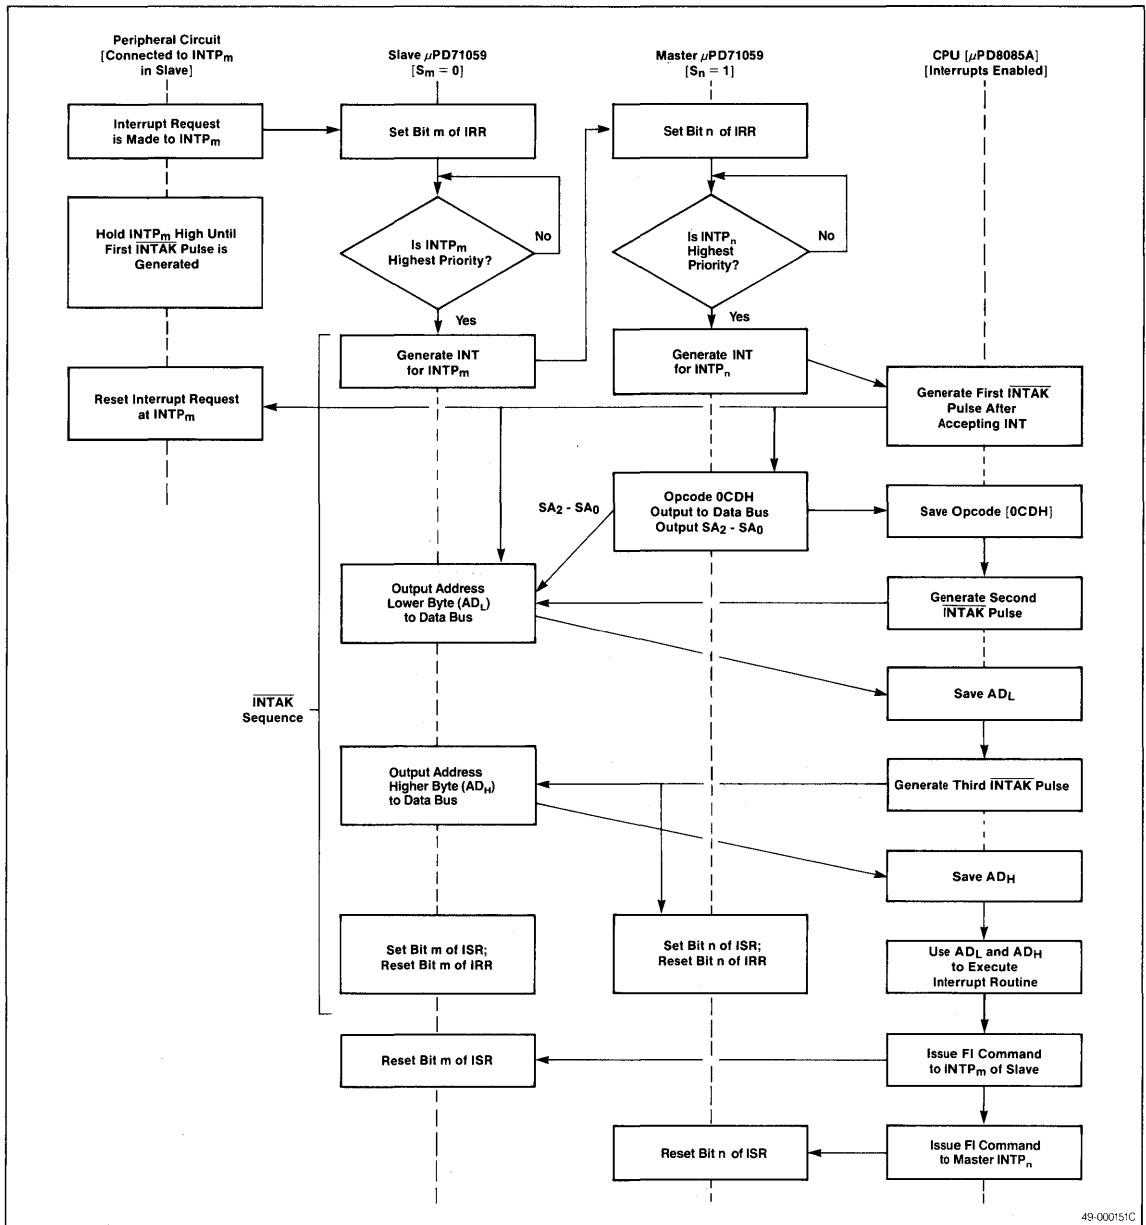 Peripheral Circuit
[Connected to INTPm
in Slave]
Slave μPD71059
[Sm = 0]
Master μPD71059
[Sn = 1]
CPU [μPD8085A]
[Interrupts Enabled]
Interrupt Request
is Made to INTPm
Set Bit m of IRR
Set Bit n of IRR
Hold INTPm High Until
First INTAK Pulse is
Generated
Is INTPm
Highest Priority?
No
Is INTPn
Highest
Priority?
No
Yes
Yes
Generate INT
for INTPm
Generate INT
for INTPn
Reset Interrupt Request
at INTPm
Generate First INTAK
Pulse After
Accepting INT
SA2 - SA0
Opcode 0CDH
Output to Data Bus
Output SA2 - SA0
Save Opcode [0CDH]
Output Address
Lower Byte (ADL)
to Data Bus
Generate Second
INTAK Pulse
INTAK
Sequence
Save ADL
Output Address
Higher Byte (ADH)
to Data Bus
Generate Third INTAK Pulse
Save ADH
Set Bit m of ISR;
Reset Bit m of IRR
Set Bit n of ISR;
Reset Bit n of IRR
Use ADL and ADH
to Execute
Interrupt Routine
Reset Bit m of ISR
Issue FI Command
to INTPm of Slave
Reset Bit n of ISR
Issue FI Command
to Master INTPn
49-000151C